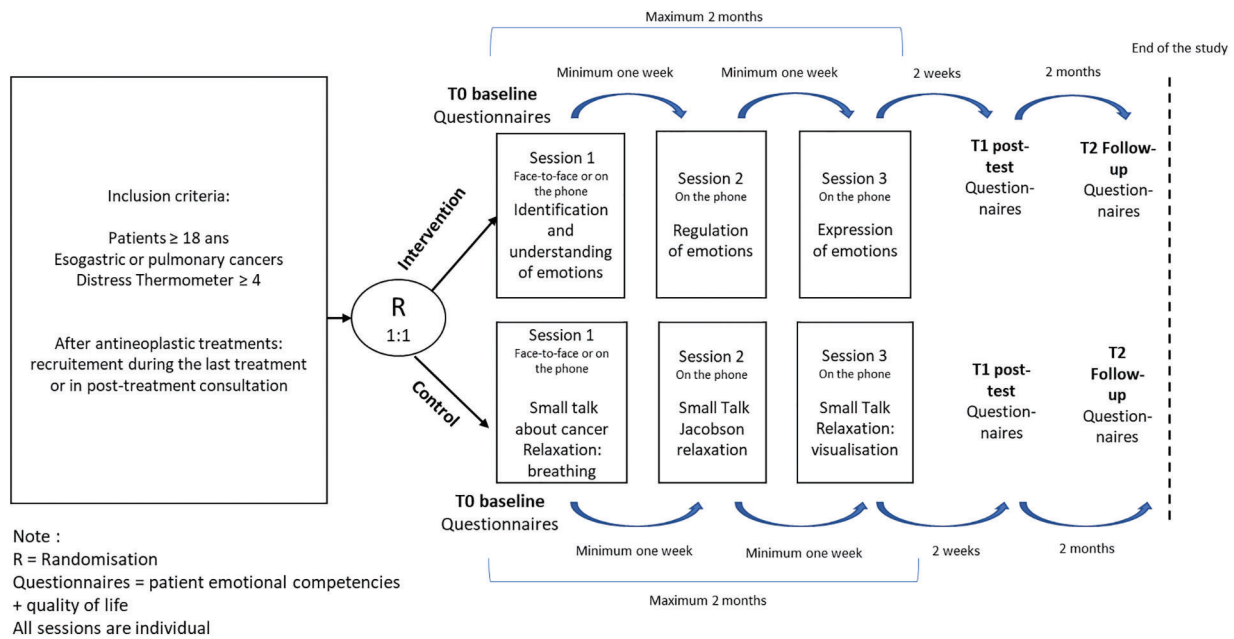 Maximum 2 months
End of the study
Minimum one week
Minimum one week
2 weeks
2 months
T0 baseline
Questionnaires
Inclusion criteria:
Patients ≥ 18 ans
Esogastric or pulmonary cancers
Distress Thermometer ≥ 4
After antineoplastic treatments:
recruitement during the last treatment
or in post-treatment consultation
R
1:1
Intervention
Control
Session 1
Face-to-face or on
the phone
Identification
and
understanding
of emotions
Session 2
On the phone
Regulation
of emotions
Session 3
On the phone
Expression
of emotions
T1 post-
test
Question-
naires
T2 Follow-
up
Question-
naires
Session 1
Face-to-face or on
the phone
Small talk
about cancer
Relaxation:
breathing
Session 2
On the phone
Small Talk
Jacobson
relaxation
Session 3
On the phone
Small Talk
Relaxation:
visualisation
T1 post-
test
Question-
naires
T2
Follow-
up
Question-
naires
T0 baseline
Questionnaires
Minimum one week
Minimum one week
2 weeks
2 months
Maximum 2 months
Note :
R = Randomisation
Questionnaires = patient emotional competencies
+ quality of life
All sessions are individual